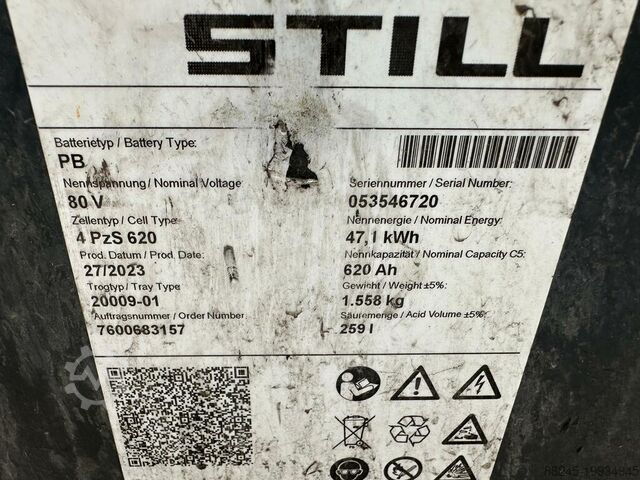 STILL
Batterietyp / Battery Type:
PB
Nennspannung / Nominal Voltage
80 V
Zellentyp / Cell Type
4 PzS 620
Prod. Datum / Prod. Date:
27/2023
Trogtyp / Tray Type
20009-01
Auftragsnummer / Order Number
7600683157
Seriennummer / Serial Number:
053546720
Nennenergie / Nominal Energy:
47,1 kWh
Nennkapazität / Nominal Capacity C5:
620 Ah
Gewicht / Weight ±5%:
1.558 kg
Säuremenge / Acid Volume ±5%:
259 l